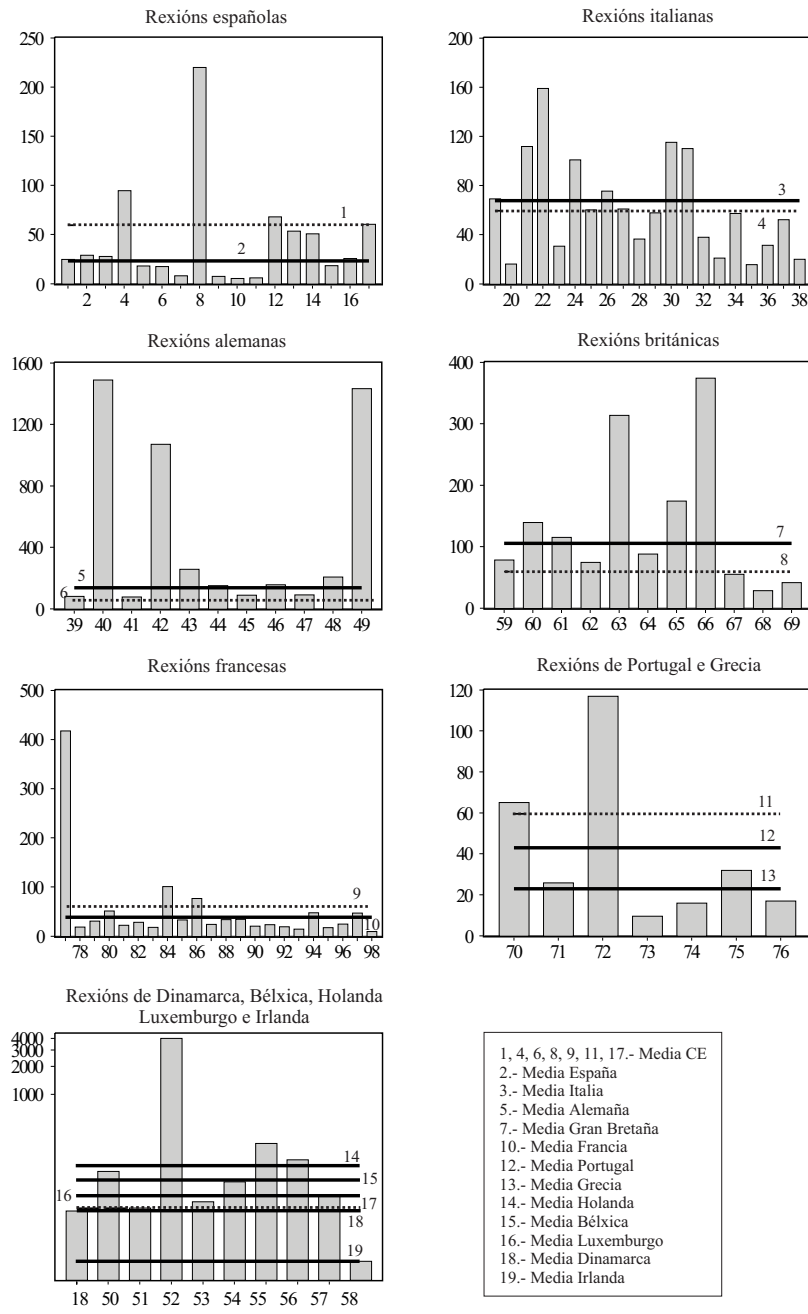 Rexións españolas
250
200
150
100
50
0
1
2
2 4 6 8 10 12 14 16
Rexións italianas
200
160
120
80
40
0
3
4
20 22 24 26 28 30 32 34 36 38
Rexións alemanas
1600
1200
800
400
0
5
6
39 40 41 42 43 44 45 46 47 48 49
Rexións británicas
400
300
200
100
0
7
8
59 60 61 62 63 64 65 66 67 68 69
Rexións francesas
500
400
300
200
100
0
9
10
78 80 82 84 86 88 90 92 94 96 98
Rexións de Portugal e Grecia
120
100
80
60
40
20
0
11
12
13
70 71 72 73 74 75 76
Rexións de Dinamarca, Bélxica, Holanda
Luxemburgo e Irlanda
4000
3000
2000
1000
14
15
16
17
18
19
18 50 51 52 53 54 55 56 57 58
1, 4, 6, 8, 9, 11, 17.- Media CE
2.- Media España
3.- Media Italia
5.- Media Alemaña
7.- Media Gran Bretaña
10.- Media Francia
12.- Media Portugal
13.- Media Grecia
14.- Media Holanda
15.- Media Bélxica
16.- Media Luxemburgo
18.- Media Dinamarca
19.- Media Irlanda